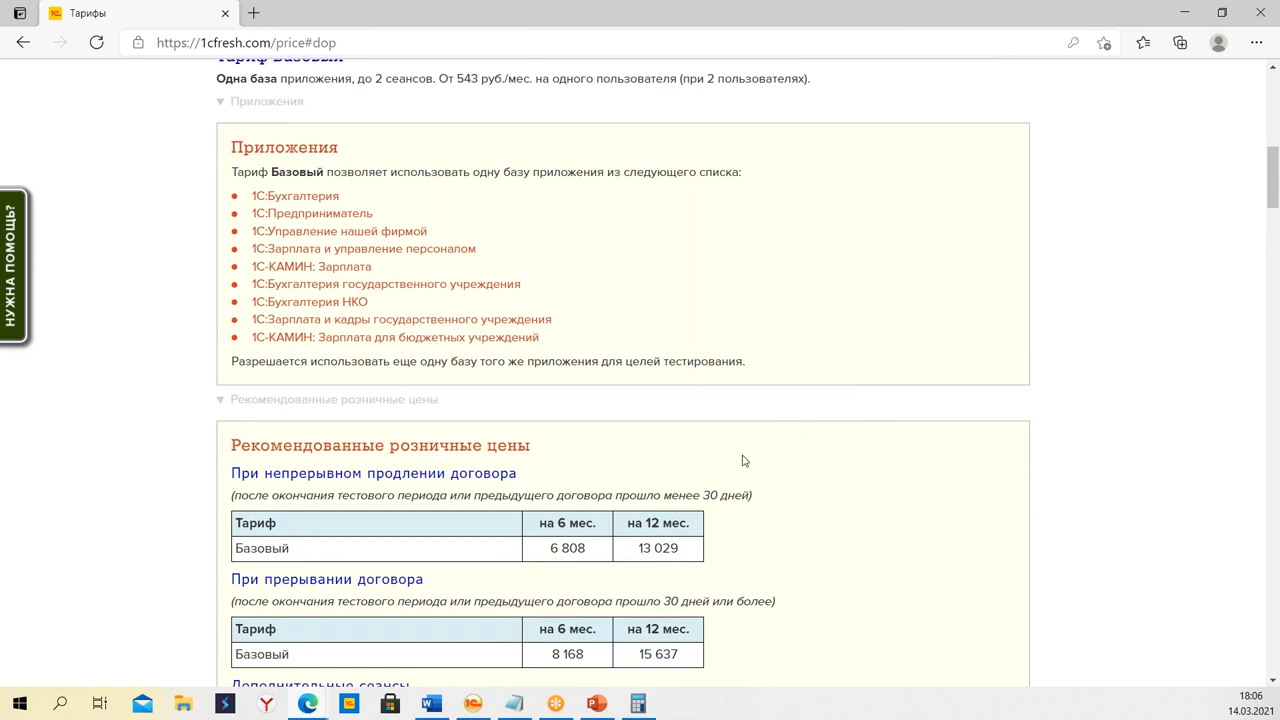 Тарифы
https://1cfresh.com/price#dop
Тариф Базовый
Одна база приложения, до 2 сеансов. От 543 руб./мес. на одного пользователя (при 2 пользователях).
Приложения
Приложения
Тариф Базовый позволяет использовать одну базу приложения из следующего списка:
1С:Бухгалтерия
1С:Предприниматель
1С:Управление нашей фирмой
1С:Зарплата и управление персоналом
1С-КАМИН: Зарплата
1С:Бухгалтерия государственного учреждения
1С:Бухгалтерия НКО
1С:Зарплата и кадры государственного учреждения
1С-КАМИН: Зарплата для бюджетных учреждений
Разрешается использовать еще одну базу того же приложения для целей тестирования.
Рекомендованные розничные цены
Рекомендованные розничные цены
При непрерывном продлении договора
(после окончания тестового периода или предыдущего договора прошло менее 30 дней)
Тариф на 6 мес. на 12 мес.
Базовый 6 808 13 029
При прерывании договора
(после окончания тестового периода или предыдущего договора прошло 30 дней или более)
Тариф на 6 мес. на 12 мес.
Базовый 8 168 15 637
Дополнительные сеансы
НУЖНА ПОМОЩЬ?
18:06
14.03.2021